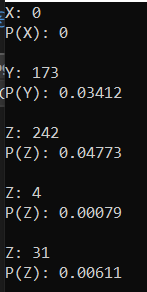 X: 0
P(X): 0
Y: 173
P(Y): 0.03412
Z: 242
P(Z): 0.04773
Z: 4
P(Z): 0.00079
Z: 31
P(Z): 0.00611